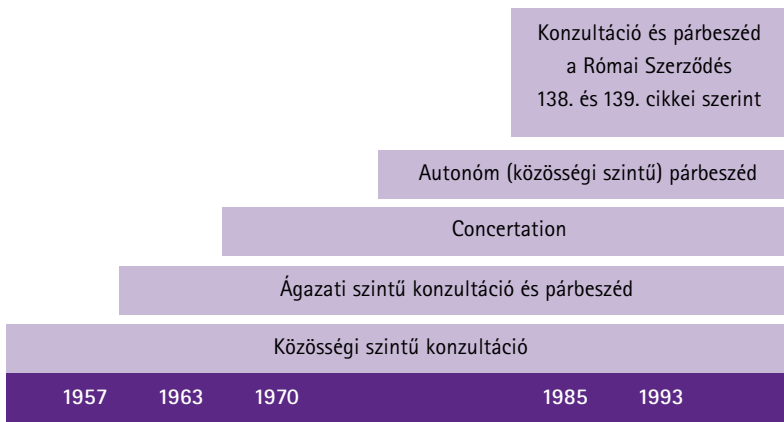 Konzultáció és párbeszéd
a Római Szerződés
138. és 139. cikkei szerint
Autonóm (közösségi szintű) párbeszéd
Concertation
Ágazati szintű konzultáció és párbeszéd
Közösségi szintű konzultáció
1957 1963 1970 1985 1993